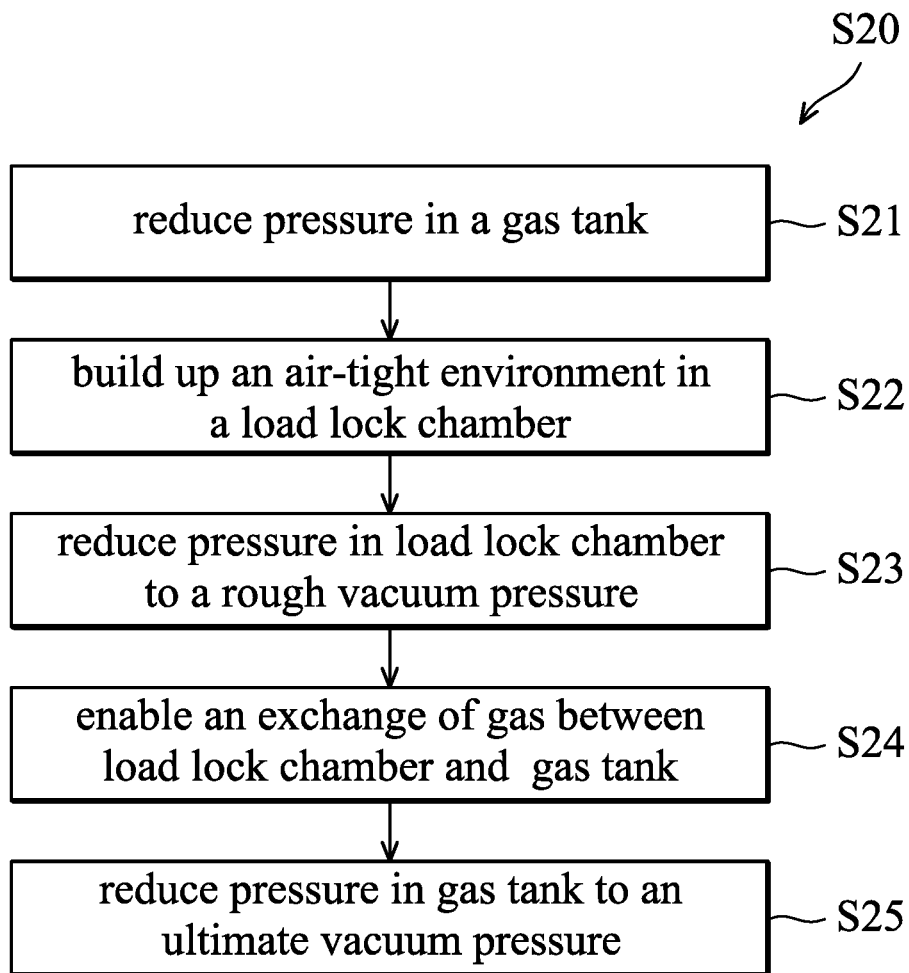 S20
reduce pressure in a gas tank
S21
build up an air-tight environment in
a load lock chamber
S22
reduce pressure in load lock chamber
to a rough vacuum pressure
S23
enable an exchange of gas between
load lock chamber and gas tank
S24
reduce pressure in gas tank to an
ultimate vacuum pressure
S25